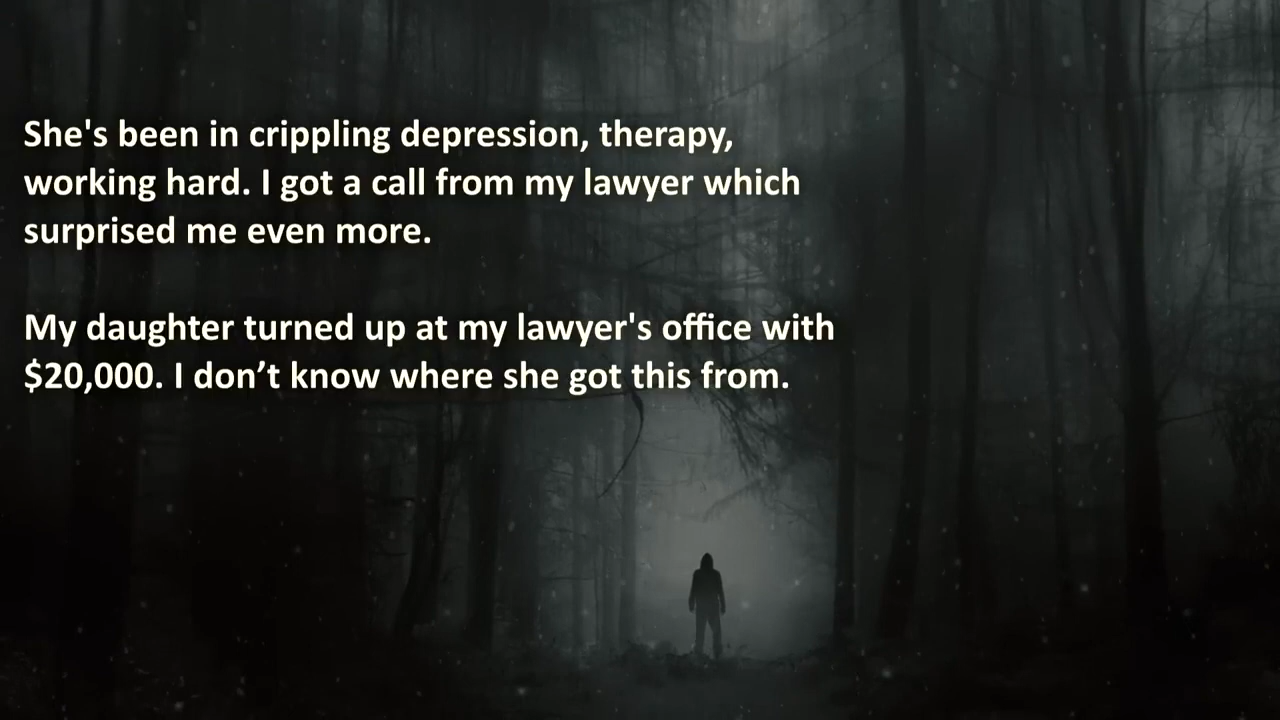 She's been in crippling depression, therapy,
working hard. I got a call from my lawyer which
surprised me even more.
My daughter turned up at my lawyer's office with
$20,000. I don’t know where she got this from.